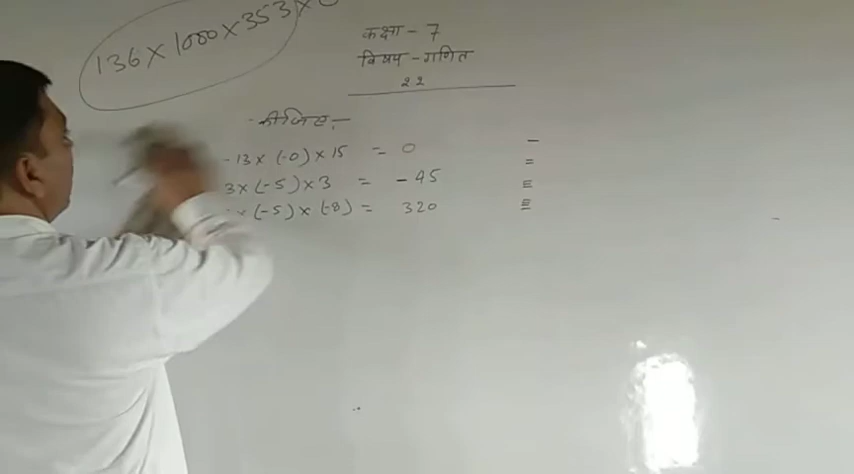 136×1000×353×0
कक्षा - 7
विषय - गणित
22
कीजिए -
-13 × (-0) × 15 = 0
3 × (-5) × 3 = - 45
× (-5) × (-8) = 320